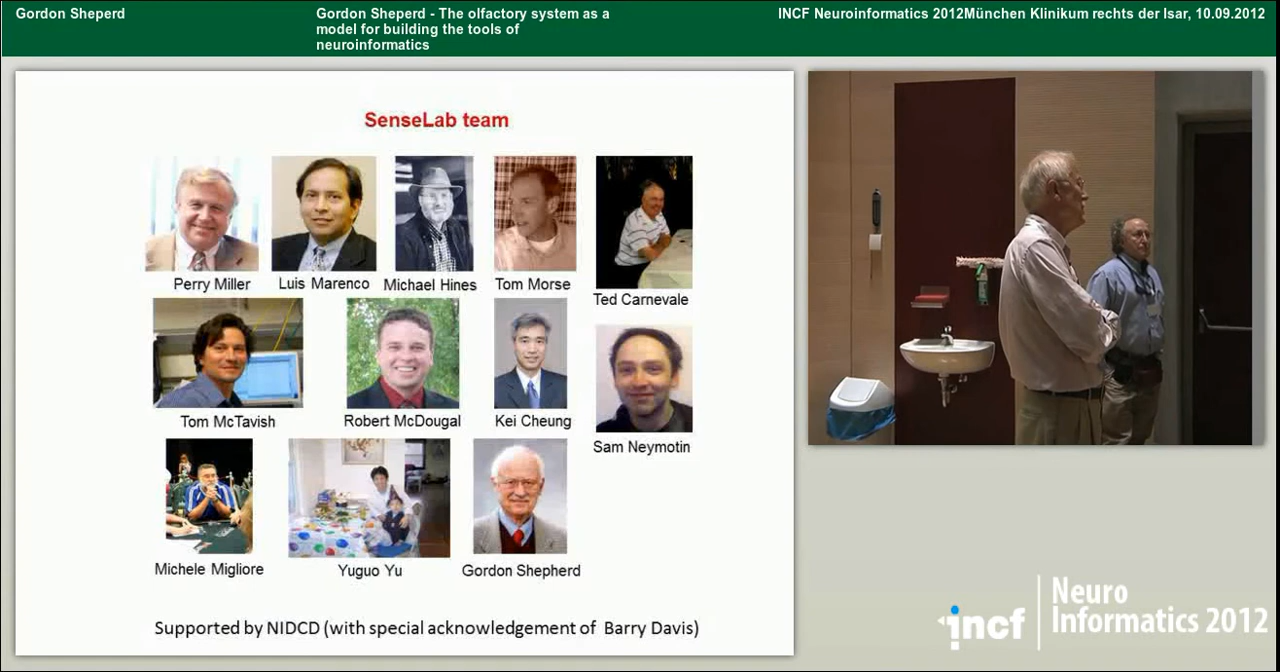 Gordon Sheperd
Gordon Sheperd - The olfactory system as a
model for building the tools of
neuroinformatics
INCF Neuroinformatics 2012München Klinikum rechts der Isar, 10.09.2012
SenseLab team
Perry Miller
Luis Marenco
Michael Hines
Tom Morse
Ted Carnevale
Tom McTavish
Robert McDougal
Kei Cheung
Sam Neymotin
Michele Migliore
Yuguo Yu
Gordon Shepherd
Supported by NIDCD (with special acknowledgement of Barry Davis)
incf
Neuro
Informatics 2012